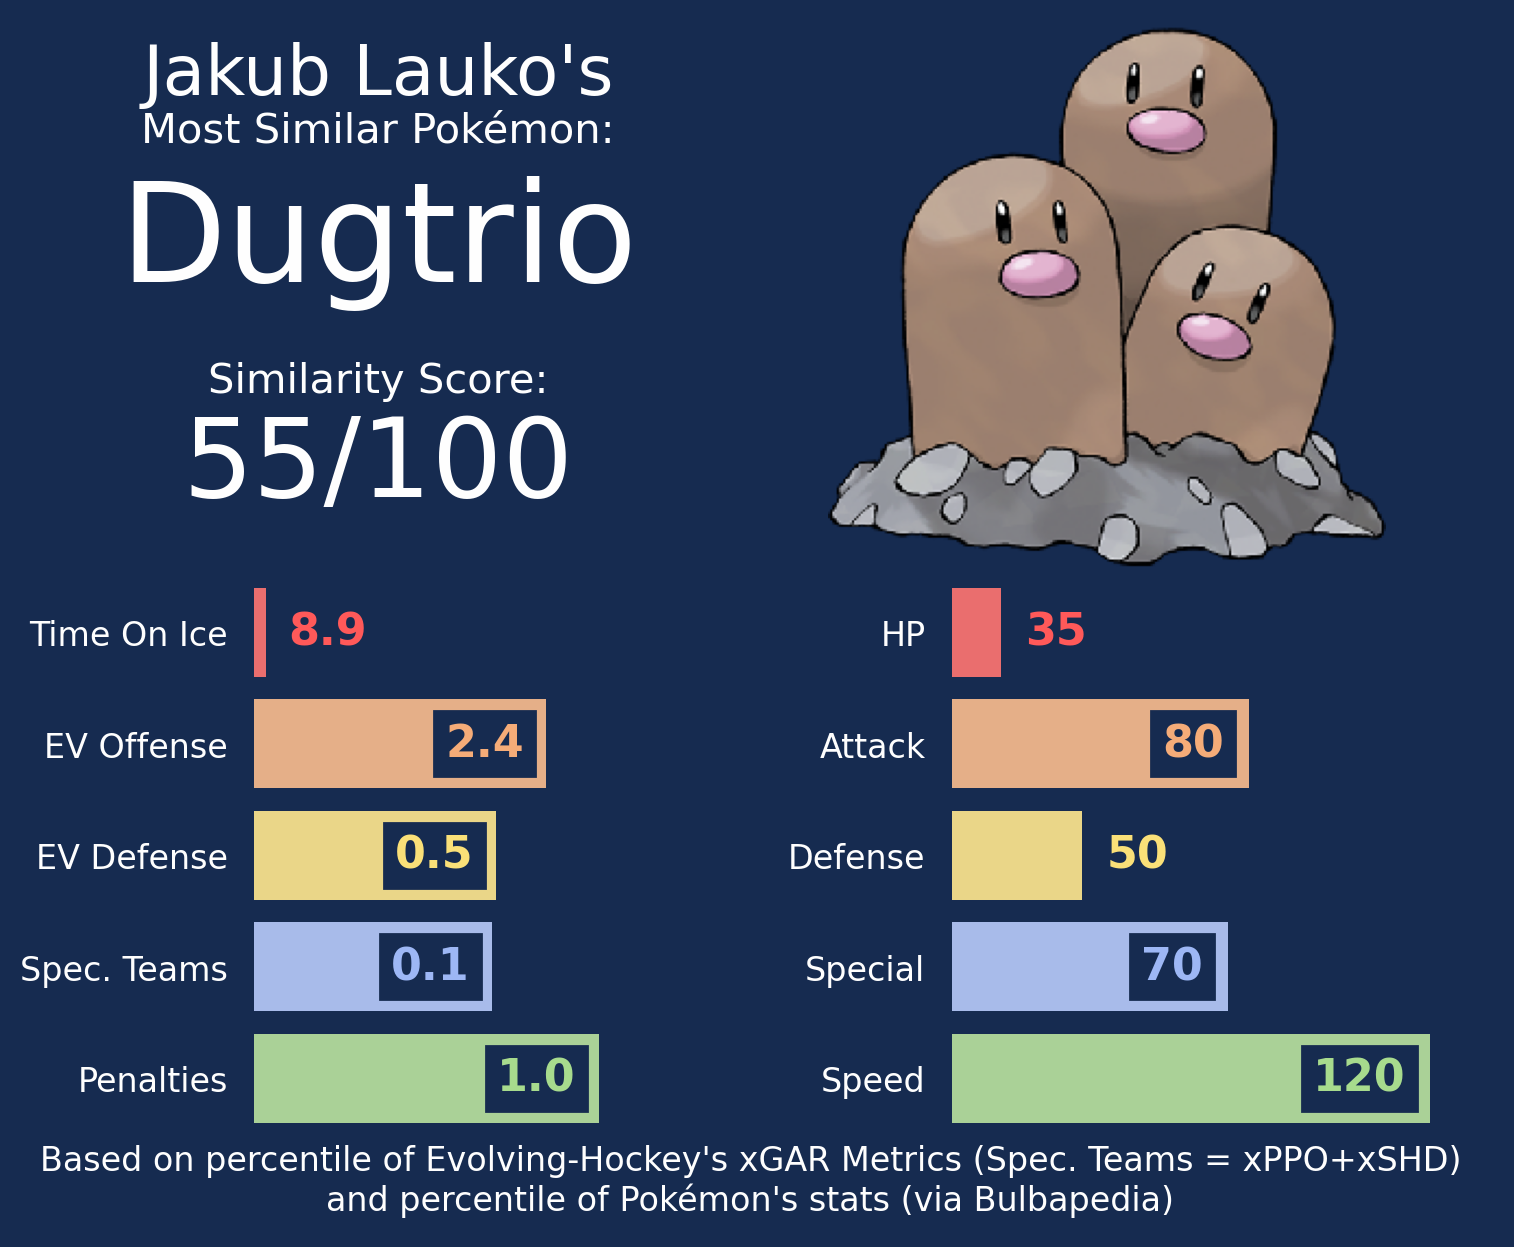 Jakub Lauko's
Most Similar Pokémon:
Dugtrio
Similarity Score:
55/100
Time On Ice 8.9
EV Offense 2.4
EV Defense 0.5
Spec. Teams 0.1
Penalties 1.0
HP 35
Attack 80
Defense 50
Special 70
Speed 120
Based on percentile of Evolving-Hockey's xGAR Metrics (Spec. Teams = xPPO+xSHD)
and percentile of Pokémon's stats (via Bulbapedia)